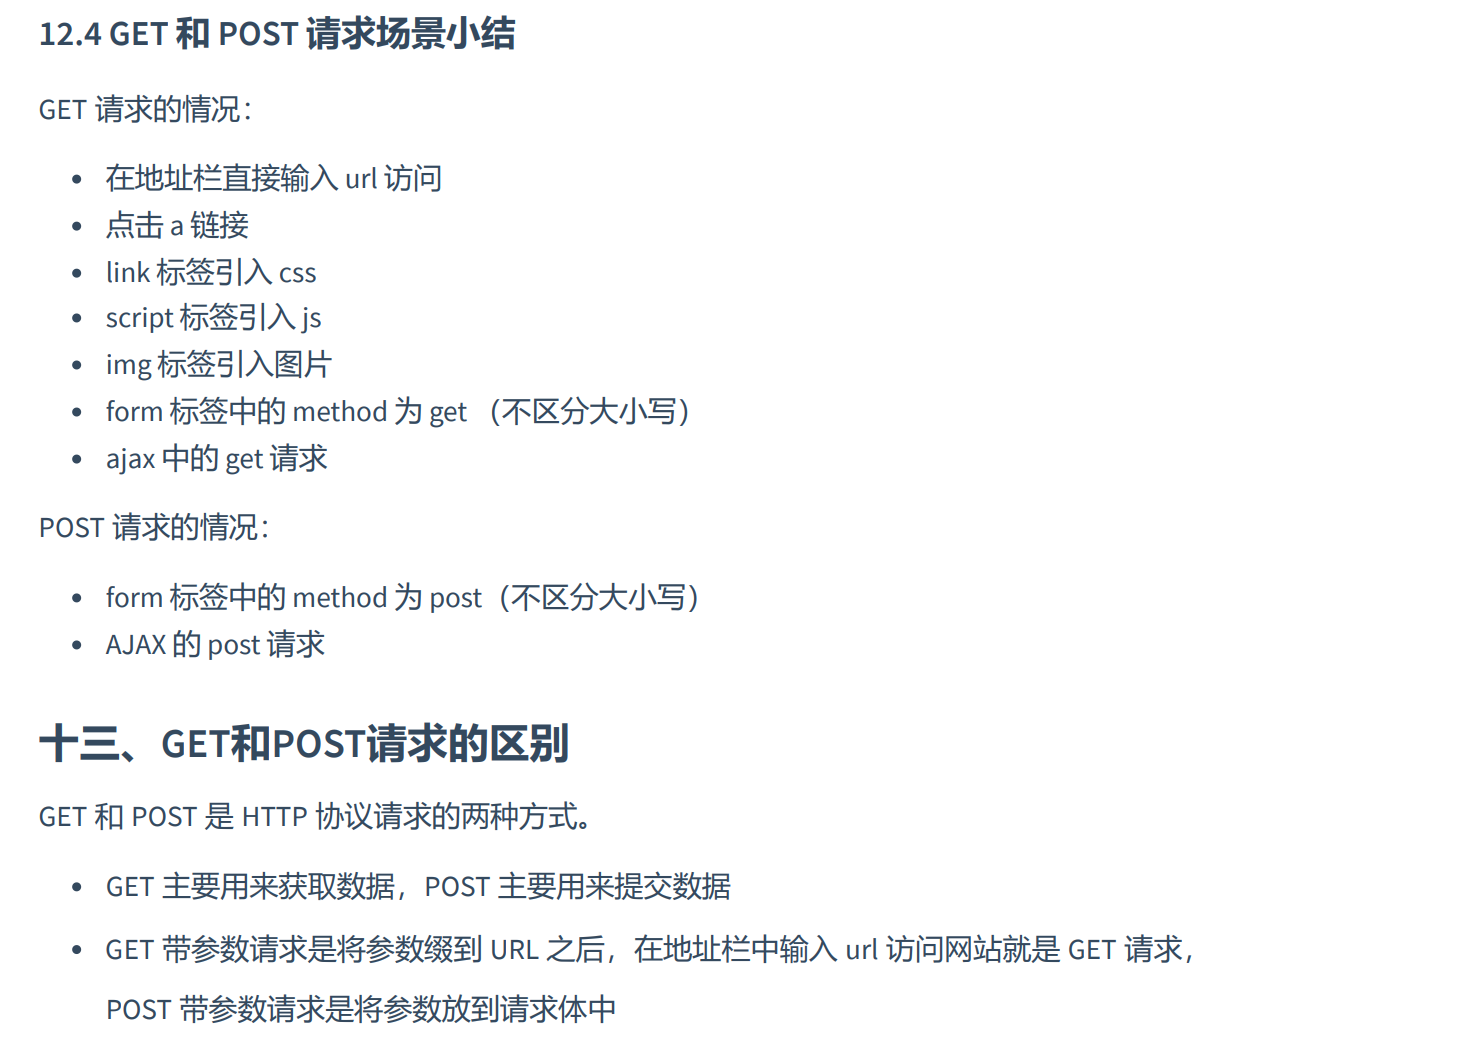 12.4 GET 和 POST 请求场景小结
GET 请求的情况：
在地址栏直接输入 url 访问
点击 a 链接
link 标签引入 css
script 标签引入 js
img 标签引入图片
form 标签中的 method 为 get （不区分大小写）
ajax 中的 get 请求
POST 请求的情况：
form 标签中的 method 为 post（不区分大小写）
AJAX 的 post 请求
十三、GET和POST请求的区别
GET 和 POST 是 HTTP 协议请求的两种方式。
GET 主要用来获取数据，POST 主要用来提交数据
GET 带参数请求是将参数缀到 URL 之后，在地址栏中输入 url 访问网站就是 GET 请求，
POST 带参数请求是将参数放到请求体中